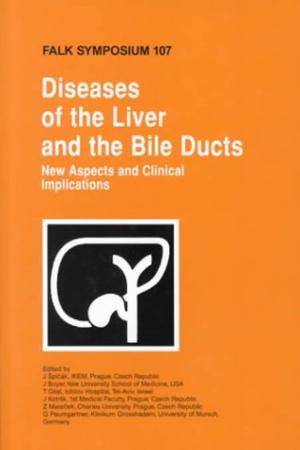 FALK SYMPOSIUM 107
Diseases
of the Liver
and the Bile Ducts
New Aspects and Clinical
Implications
Edited by
J Špičák, IKEM, Prague, Czech Republic
J Boyer, Yale University School of Medicine, USA
T Gilat, Ichilov Hospital, Tel-Aviv, Israel
J Kotrlik, 1st Medical Faculty, Prague, Czech Republic
Z Mareček, Charles University, Prague, Czech Republic
G Paumgartner, Klinikum Grosshadern, University of Munich,
Germany